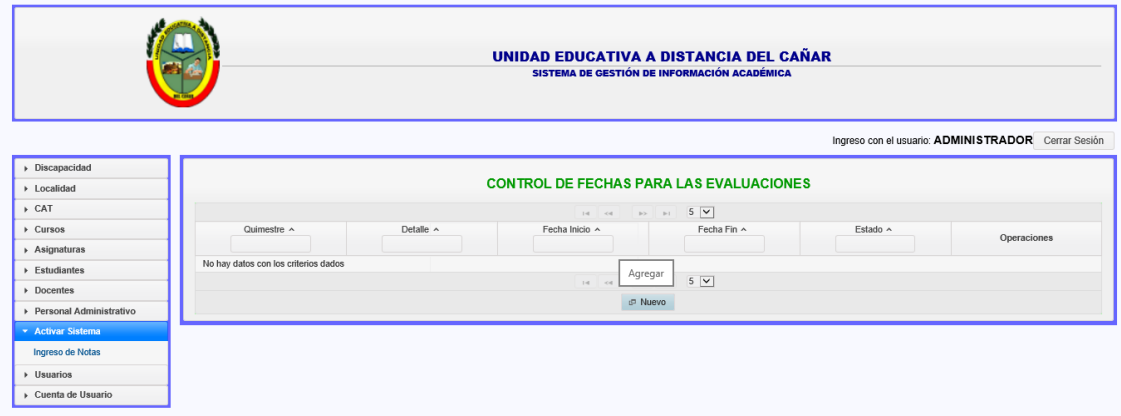 UNIDAD EDUCATIVA A DISTANCIA DEL CAÑAR
SISTEMA DE GESTIÓN DE INFORMACIÓN ACADÉMICA
Ingreso con el usuario: ADMINISTRADOR Cerrar Sesión
Discapacidad
Localidad
CAT
Cursos
Asignaturas
Estudiantes
Docentes
Personal Administrativo
Activar Sistema
Ingreso de Notas
Usuarios
Cuenta de Usuario
CONTROL DE FECHAS PARA LAS EVALUACIONES
5
Quimestre Detalle Fecha Inicio Fecha Fin Estado Operaciones
No hay datos con los criterios dados
Agregar
5
Nuevo